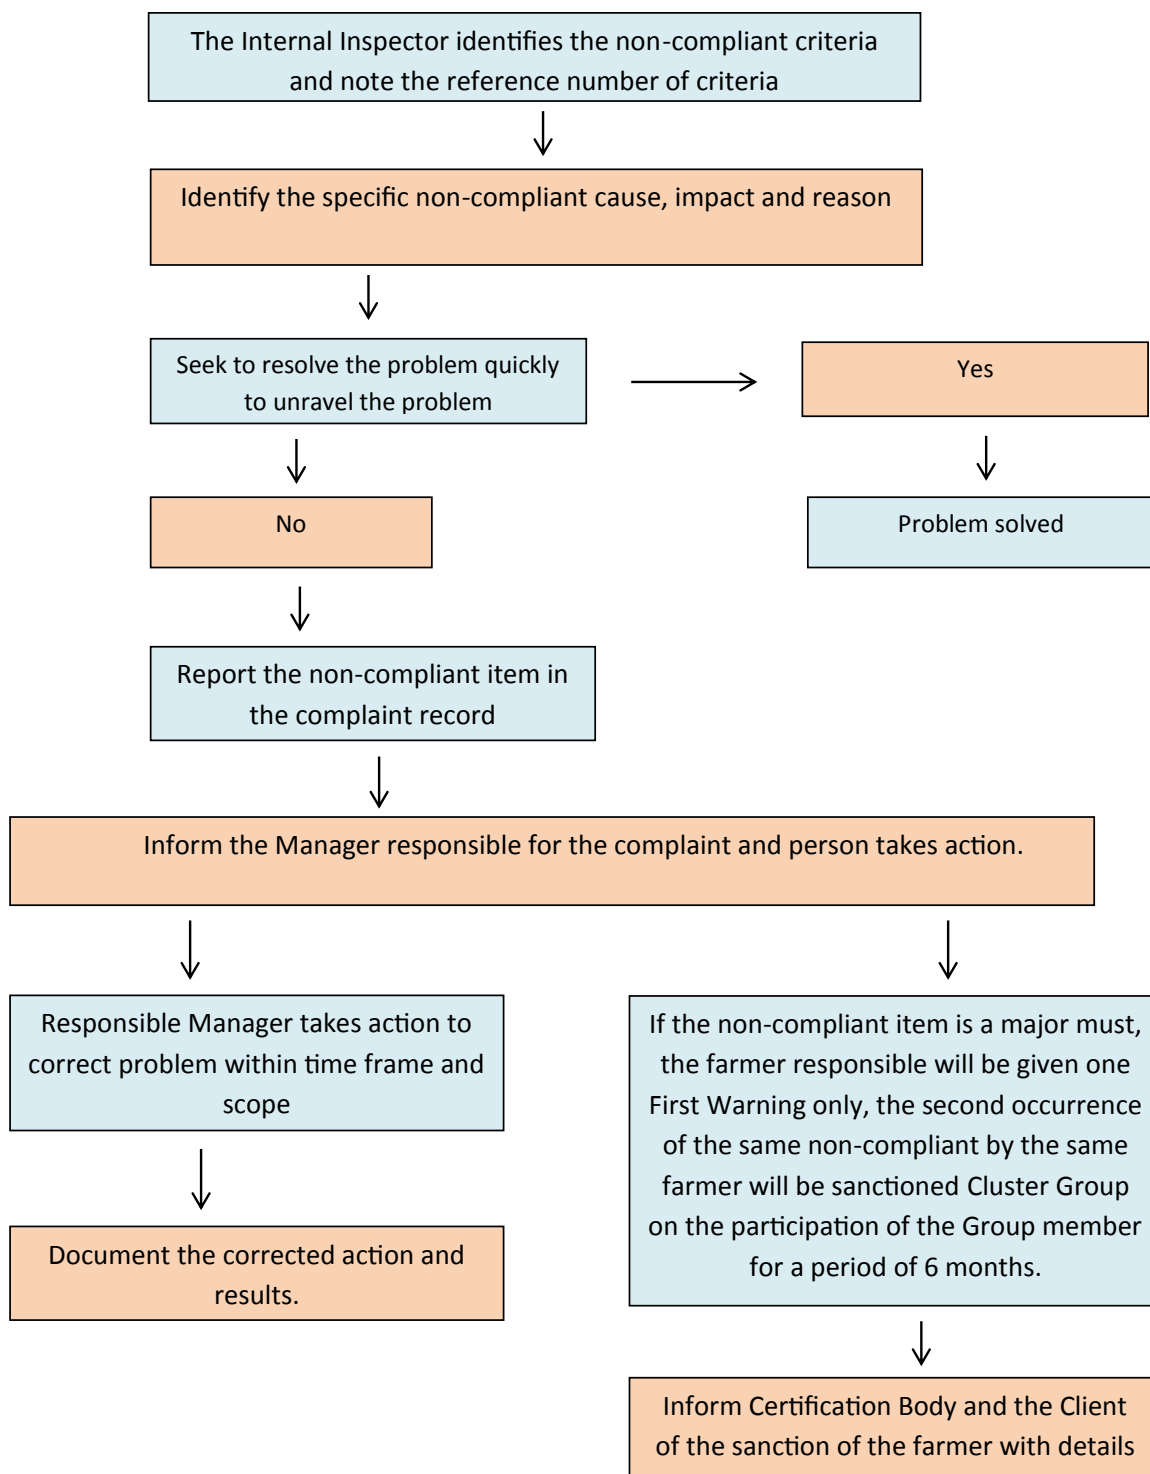 The Internal Inspector identifies the non-compliant criteria
and note the reference number of criteria
Identify the specific non-compliant cause, impact and reason
Seek to resolve the problem quickly
to unravel the problem
Yes
No
Problem solved
Report the non-compliant item in
the complaint record
Inform the Manager responsible for the complaint and person takes action.
Responsible Manager takes action to
correct problem within time frame and
scope
Document the corrected action and
results.
If the non-compliant item is a major must,
the farmer responsible will be given one
First Warning only, the second occurrence
of the same non-compliant by the same
farmer will be sanctioned Cluster Group
on the participation of the Group member
for a period of 6 months.
Inform Certification Body and the Client
of the sanction of the farmer with details